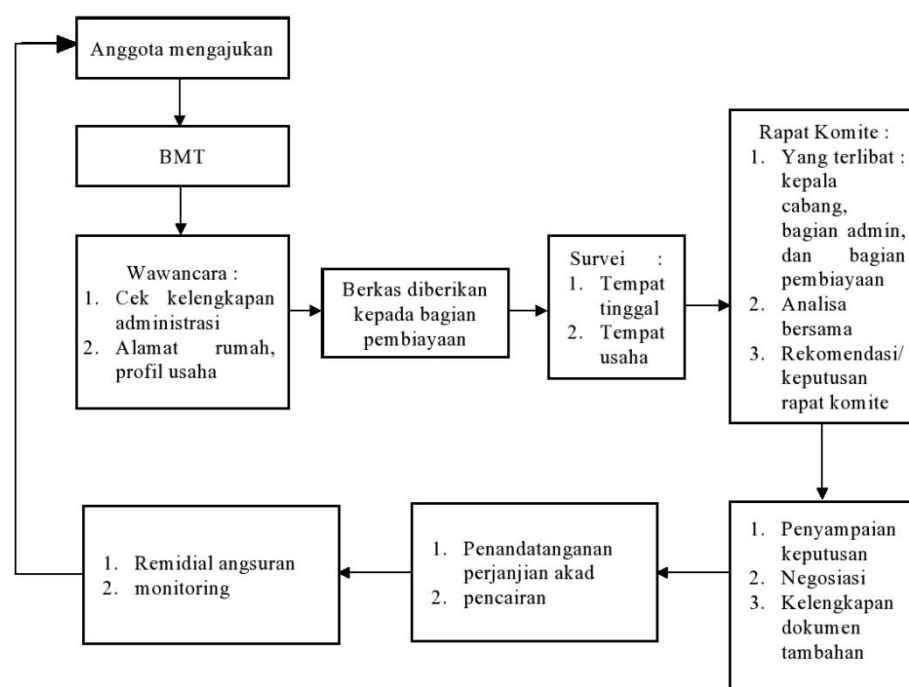 Anggota mengajukan
BMT
Wawancara :
1. Cek kelengkapan
administrasi
2. Alamat rumah,
profil usaha
Berkas diberikan
kepada bagian
pembiayaan
Survei :
1. Tempat
tinggal
2. Tempat
usaha
Rapat Komite :
1. Yang terlibat :
kepala
cabang,
bagian admin,
dan bagian
pembiayaan
2. Analisa
bersama
3. Rekomendasi/
keputusan
rapat komite
1. Penyampaian
keputusan
2. Negosiasi
3. Kelengkapan
dokumen
tambahan
1. Penandatanganan
perjanjian akad
2. pencairan
1. Remidial angsuran
2. monitoring